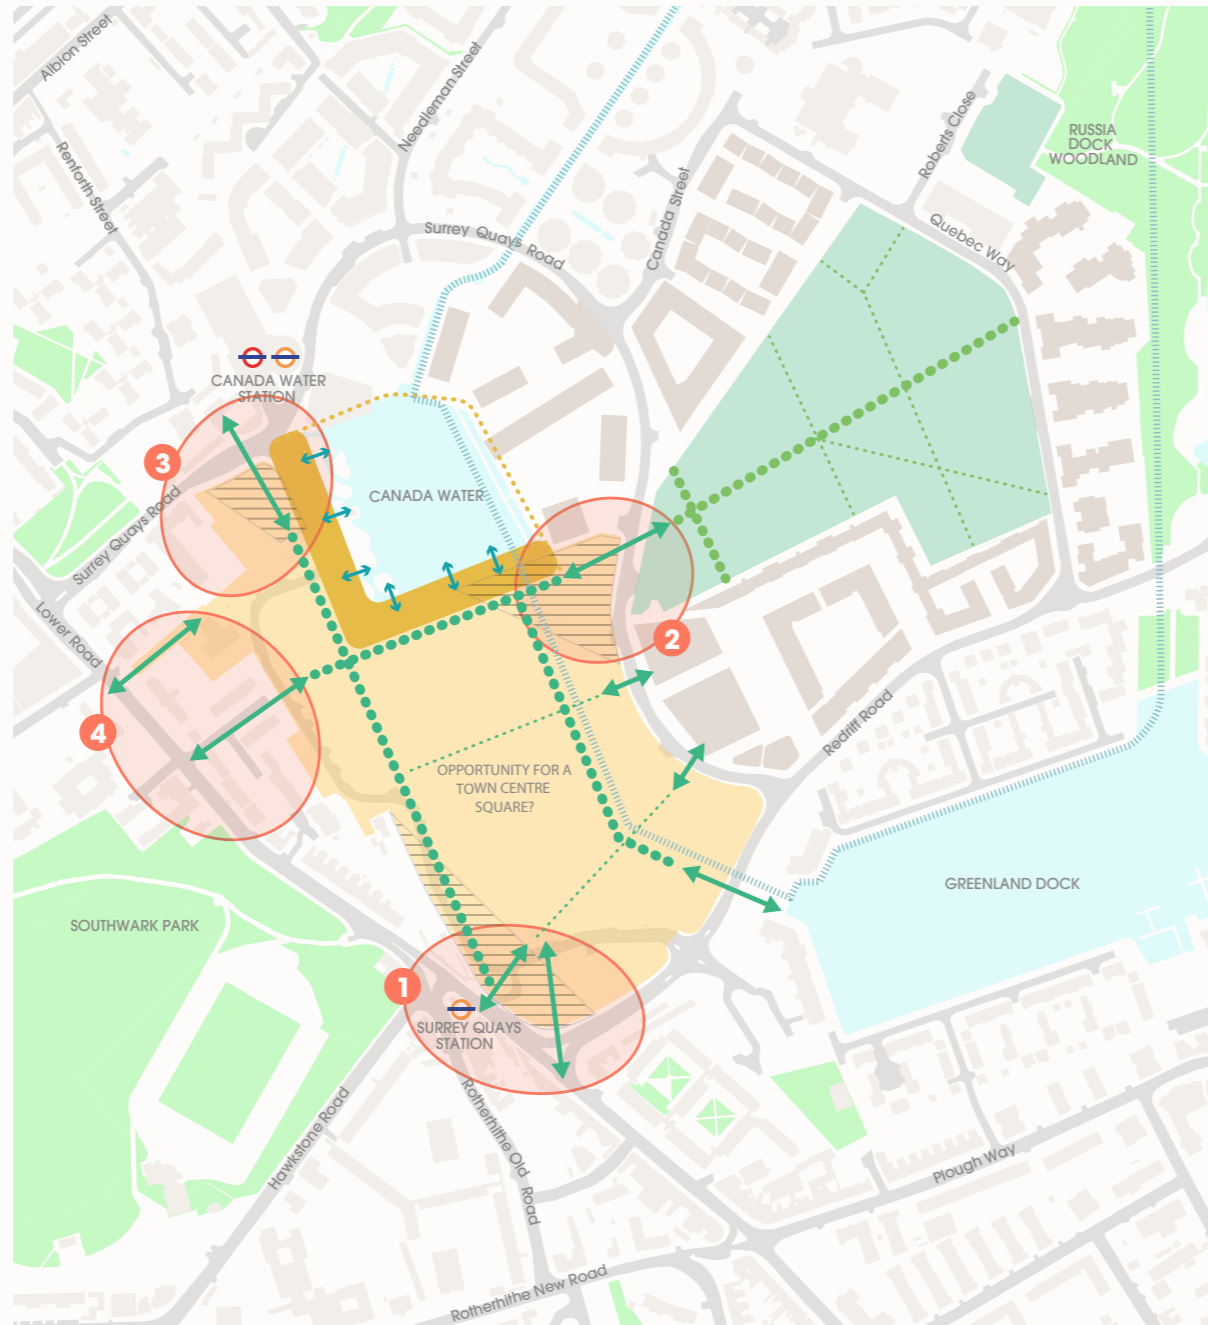 Albion Street
Needleman Street
Renforth Street
Roberts Close
RUSSIA
DOCK
WOODLAND
Canada Street
Surrey Quays Road
Quebec Way
CANADA WATER
STATION
3
CANADA WATER
Surrey Quays Road
Lower Road
2
4
Redriff Road
OPPORTUNITY FOR A
TOWN CENTRE
SQUARE?
GREENLAND DOCK
SOUTHWARK PARK
1
SURREY QUAYS
STATION
Hawkstone Road
Rotherhithe Old Road
Plough Way
Rotherhithe New Road